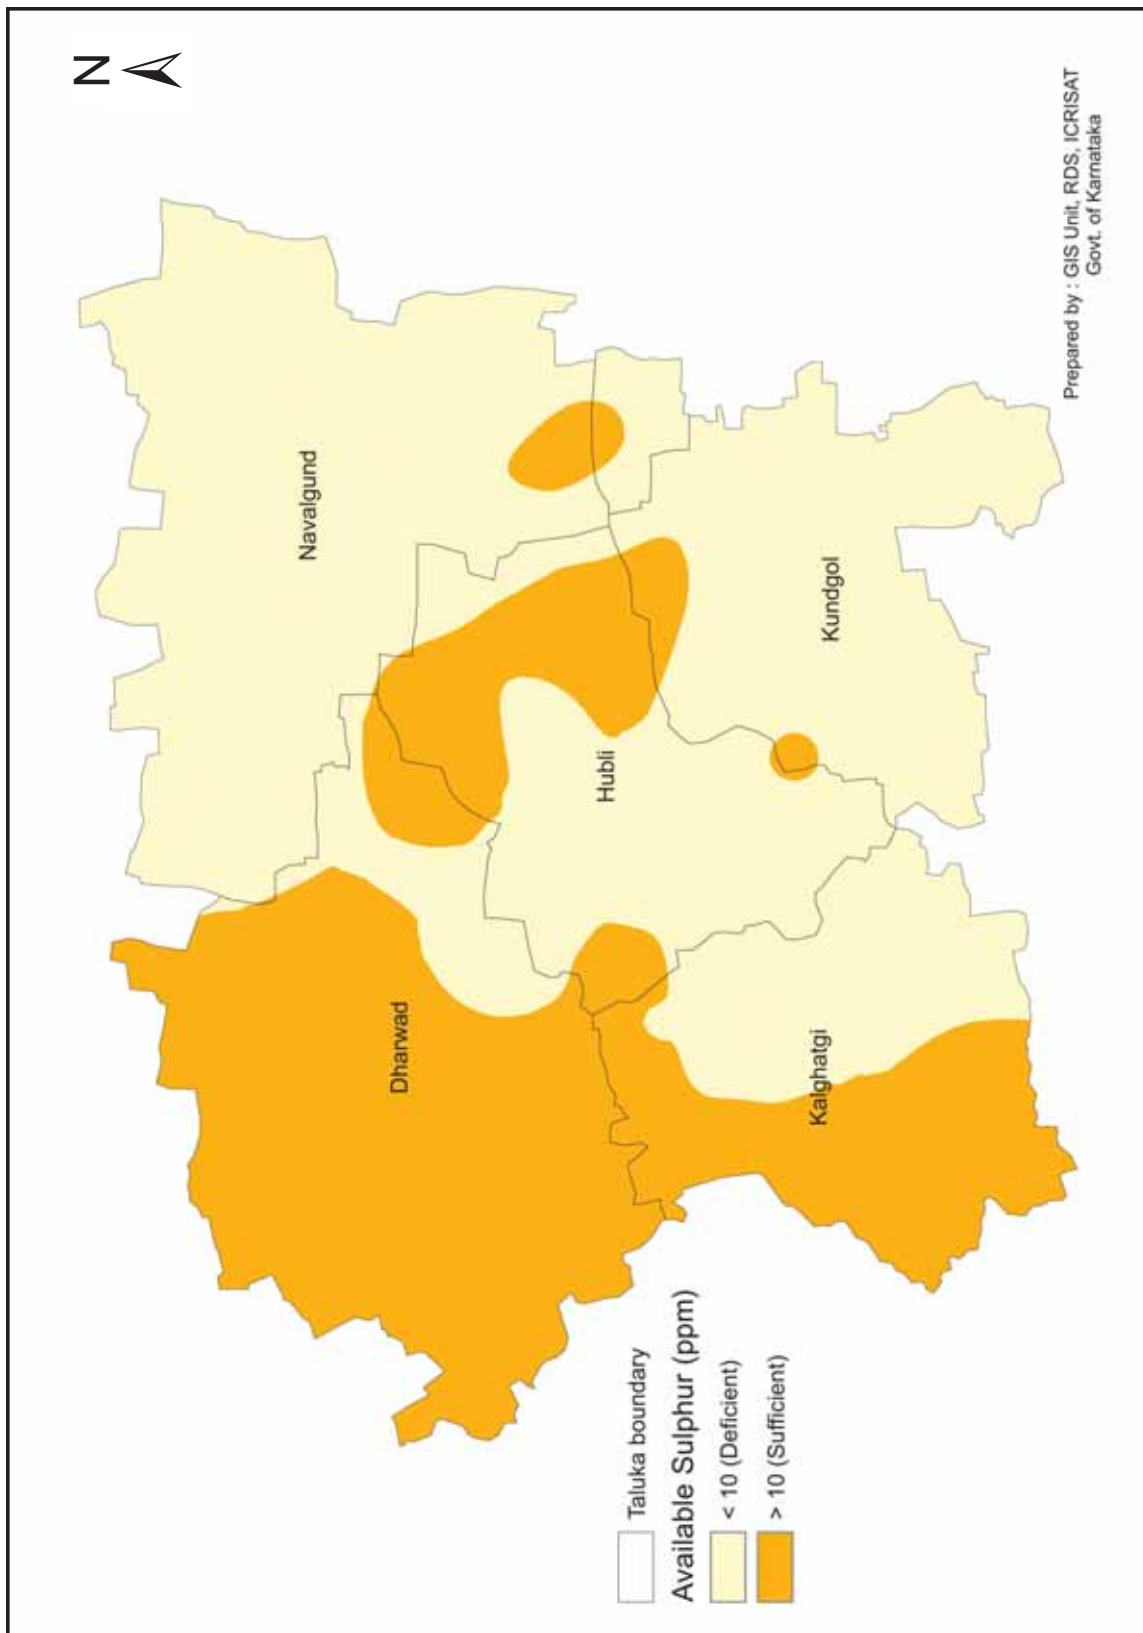 N
Navalgund
Dharwad
Hubli
Kundgol
Kalghatgi
Taluka boundary
Available Sulphur (ppm)
< 10 (Deficient)
> 10 (Sufficient)
Prepared by : GIS Unit, RDS, ICRISAT
Govt. of Karnataka